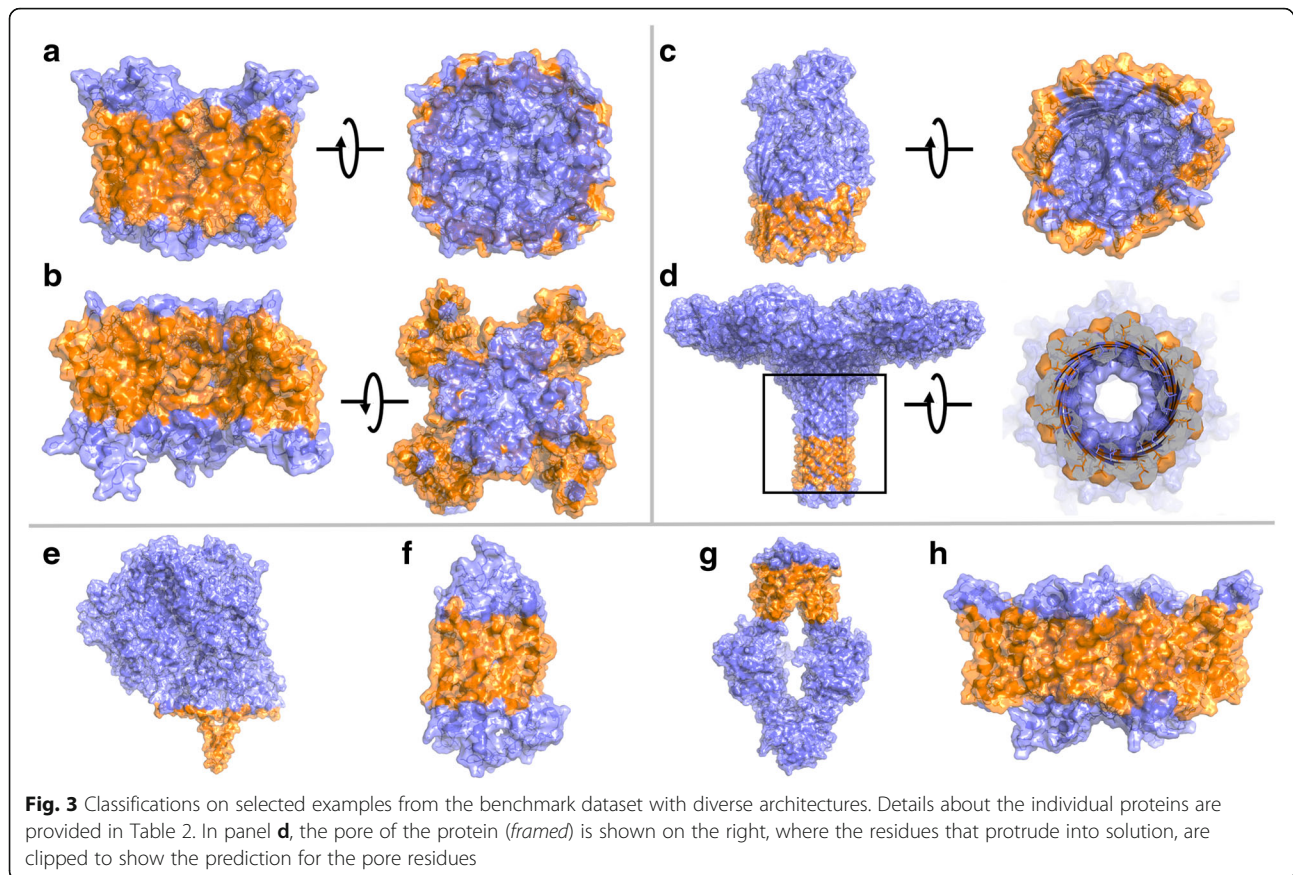 a
c
b
d
e
f
g
h
Fig. 3 Classifications on selected examples from the benchmark dataset with diverse architectures. Details about the individual proteins are
provided in Table 2. In panel d, the pore of the protein (framed) is shown on the right, where the residues that protrude into solution, are
clipped to show the prediction for the pore residues